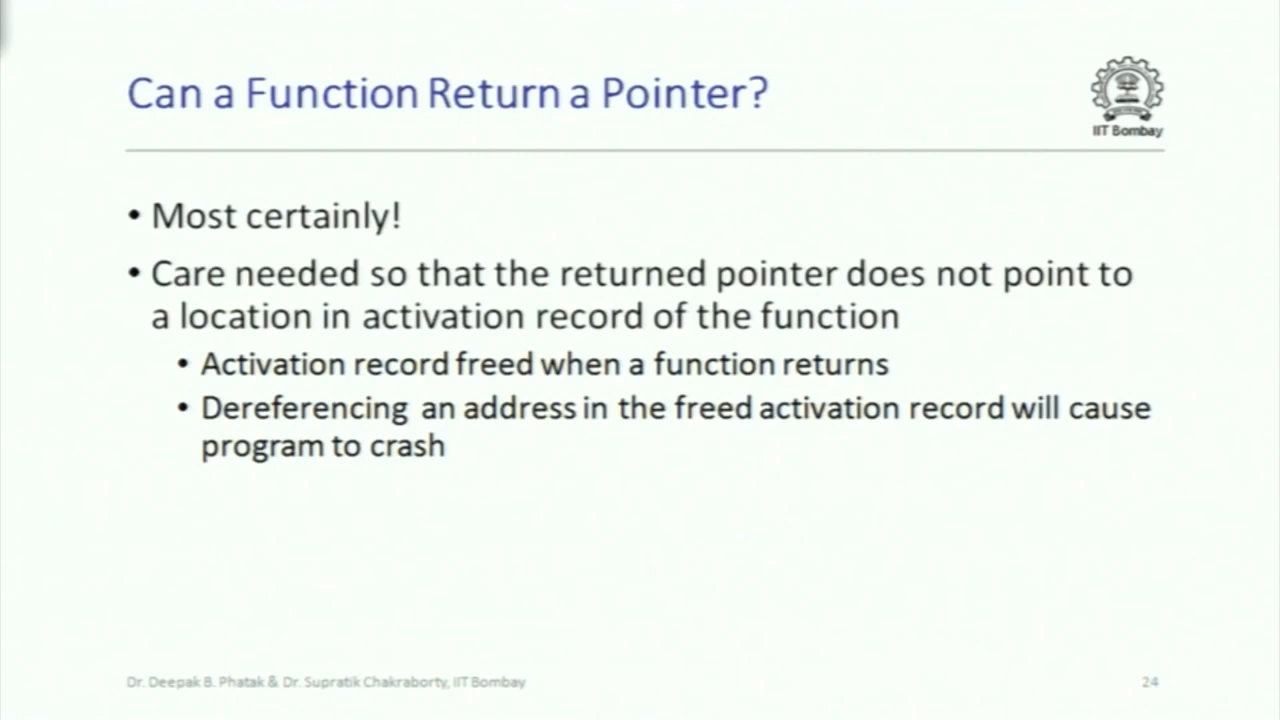 Can a Function Return a Pointer?
IIT Bombay
• Most certainly!
• Care needed so that the returned pointer does not point to
a location in activation record of the function
• Activation record freed when a function returns
• Dereferencing an address in the freed activation record will cause
program to crash
Dr. Deepak B. Phatak & Dr. Supratik Chakraborty, IIT Bombay
24